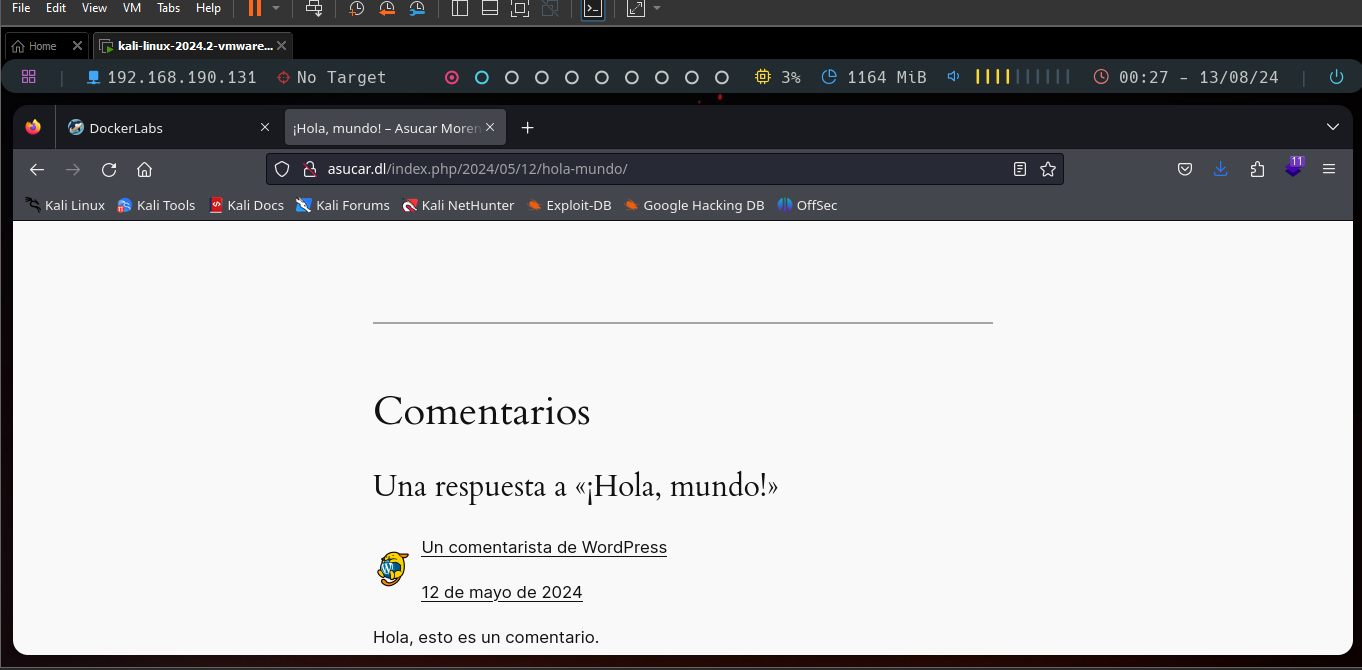 File Edit View VM Tabs Help
Home kali-linux-2024.2-vmware...
192.168.190.131 No Target 3% 1164 MiB 00:27 - 13/08/24
DockerLabs ¡Hola, mundo! – Asucar Moren
asucar.dl/index.php/2024/05/12/hola-mundo/ 11
Kali Linux Kali Tools Kali Docs Kali Forums Kali NetHunter Exploit-DB Google Hacking DB OffSec
Comentarios
Una respuesta a «¡Hola, mundo!»
Un comentarista de WordPress
12 de mayo de 2024
Hola, esto es un comentario.